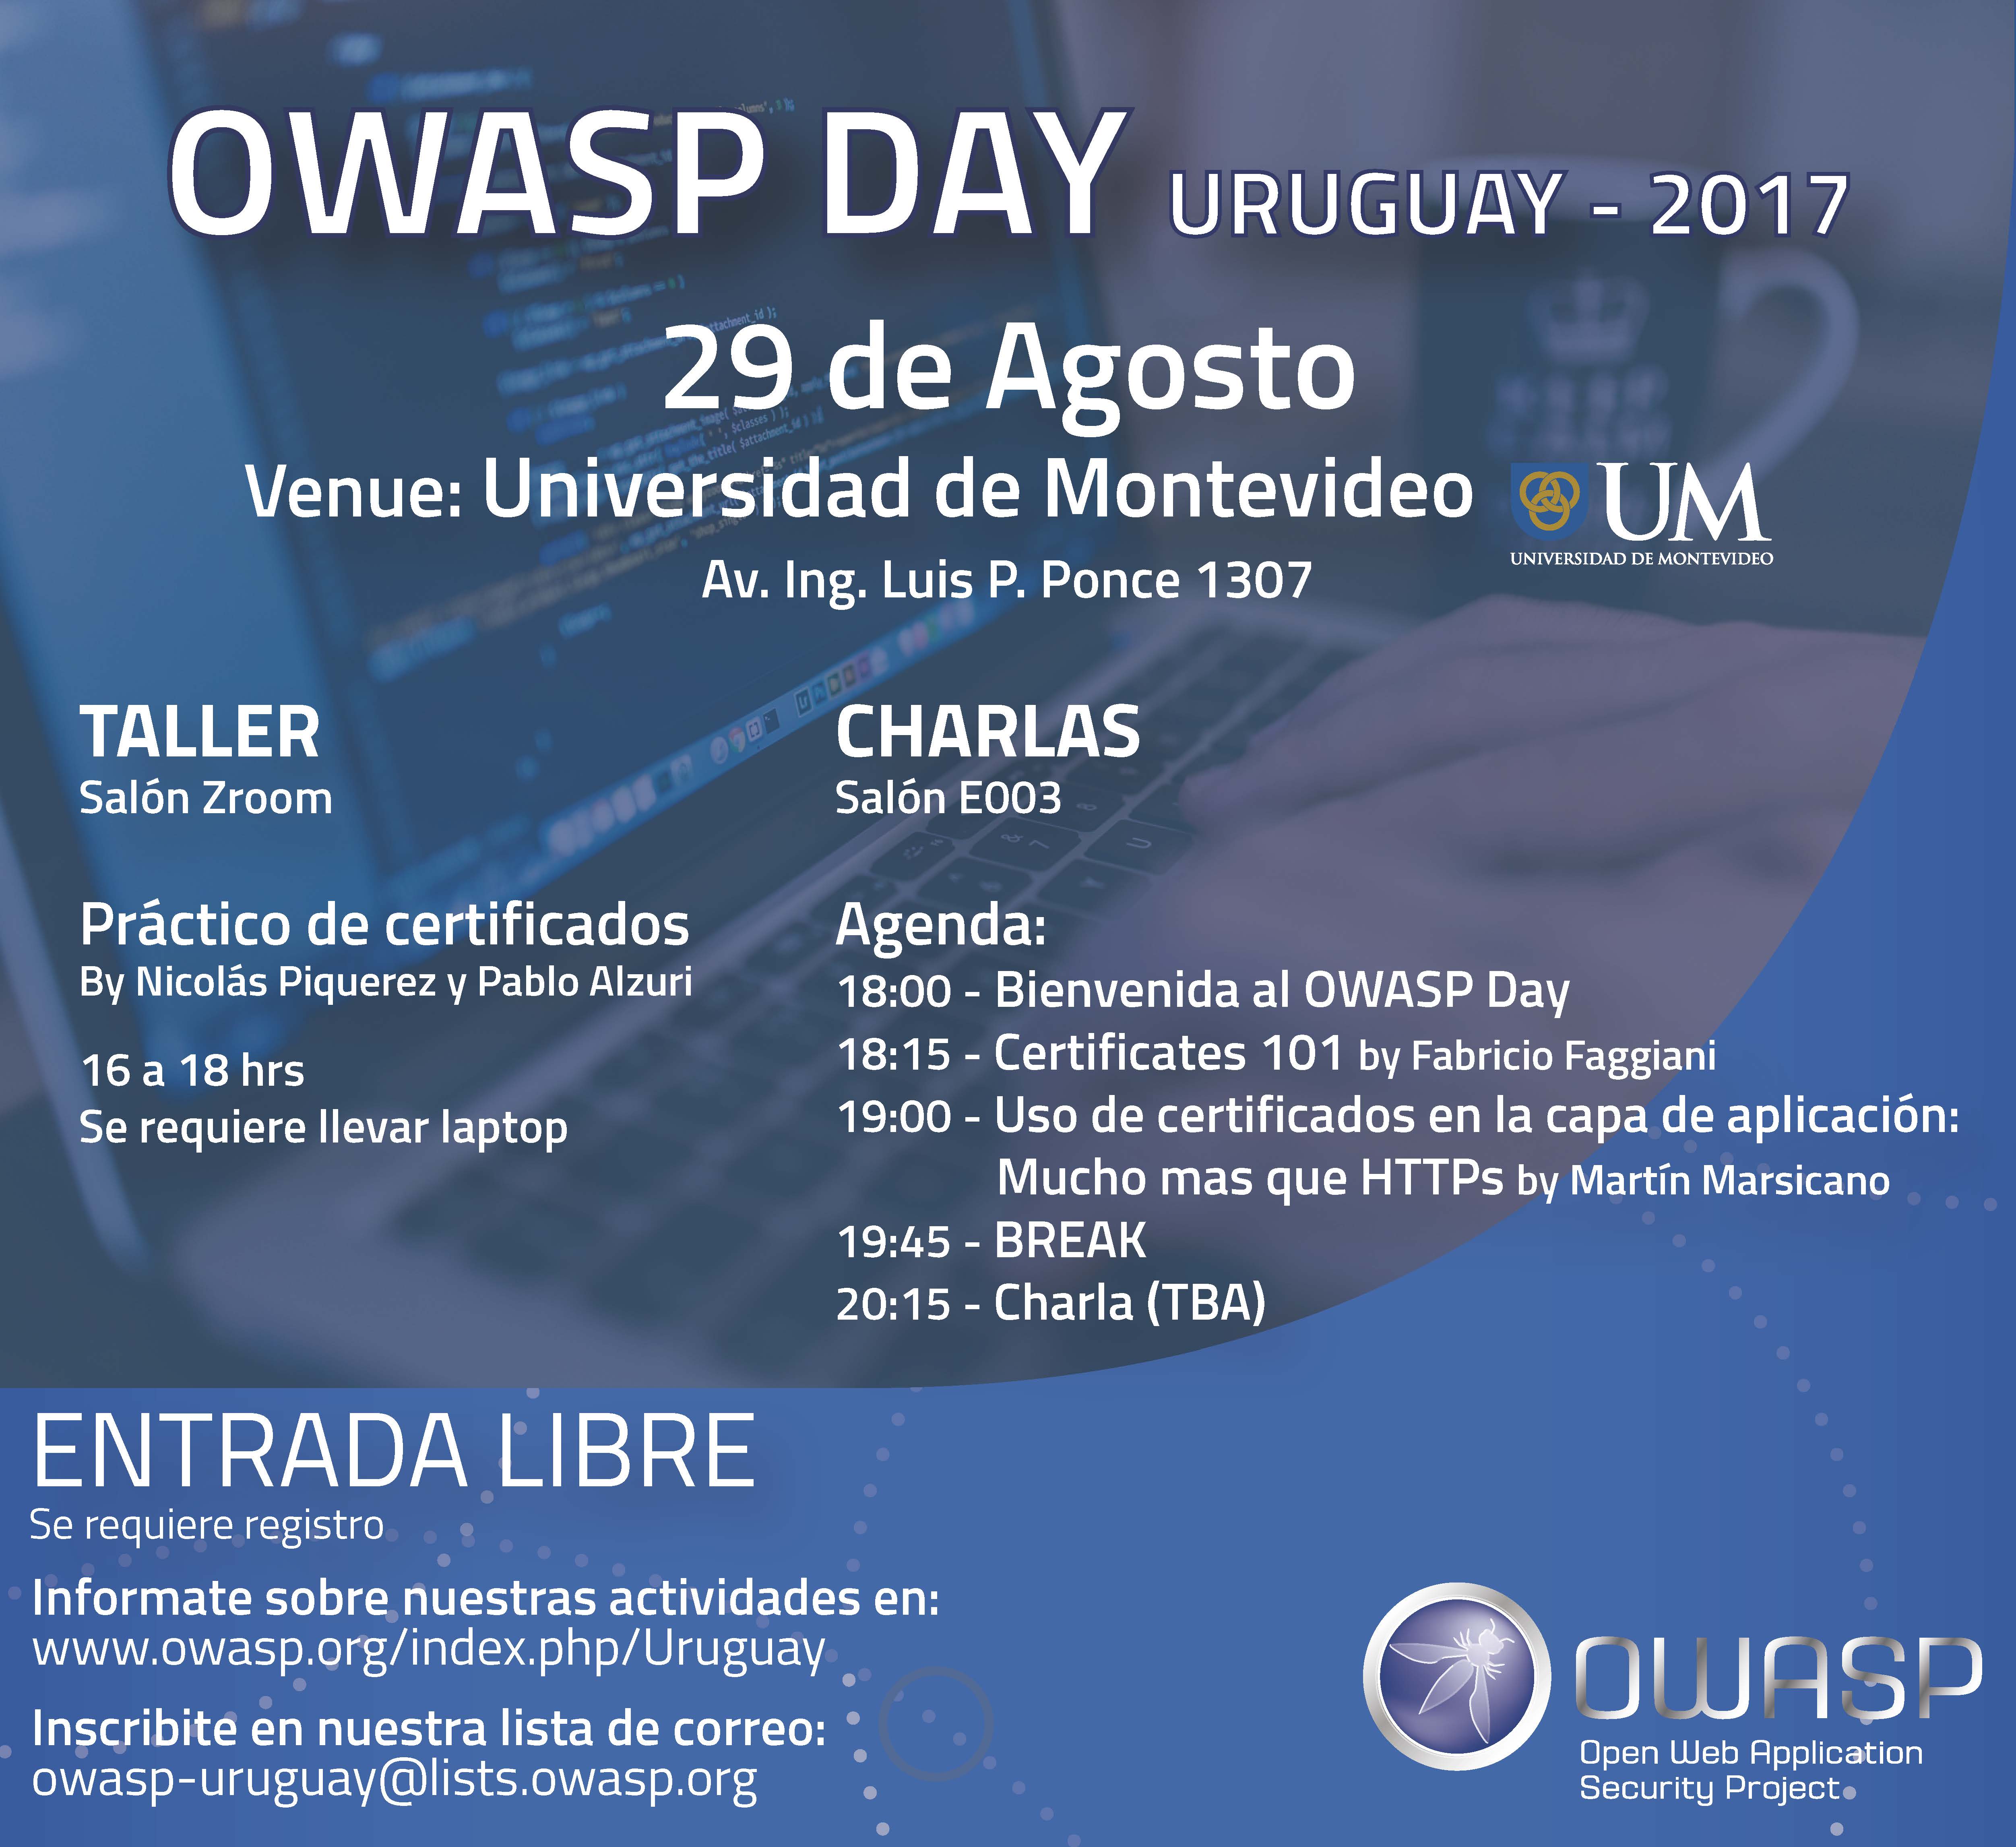 OWASP DAY URUGUAY - 2017
29 de Agosto
Venue: Universidad de Montevideo
UM
UNIVERSIDAD DE MONTEVIDEO
Av. Ing. Luis P. Ponce 1307
TALLER
Salón Zroom
Práctico de certificados
By Nicolás Piquerez y Pablo Alzuri
16 a 18 hrs
Se requiere llevar laptop
CHARLAS
Salón E003
Agenda:
18:00 - Bienvenida al OWASP Day
18:15 - Certificates 101 by Fabricio Faggiani
19:00 - Uso de certificados en la capa de aplicación:
Mucho mas que HTTPs by Martín Marsicano
19:45 - BREAK
20:15 - Charla (TBA)
ENTRADA LIBRE
Se requiere registro
Informate sobre nuestras actividades en:
www.owasp.org/index.php/Uruguay
Inscribite en nuestra lista de correo:
owasp-uruguay@lists.owasp.org
OWASP
Open Web Application
Security Project